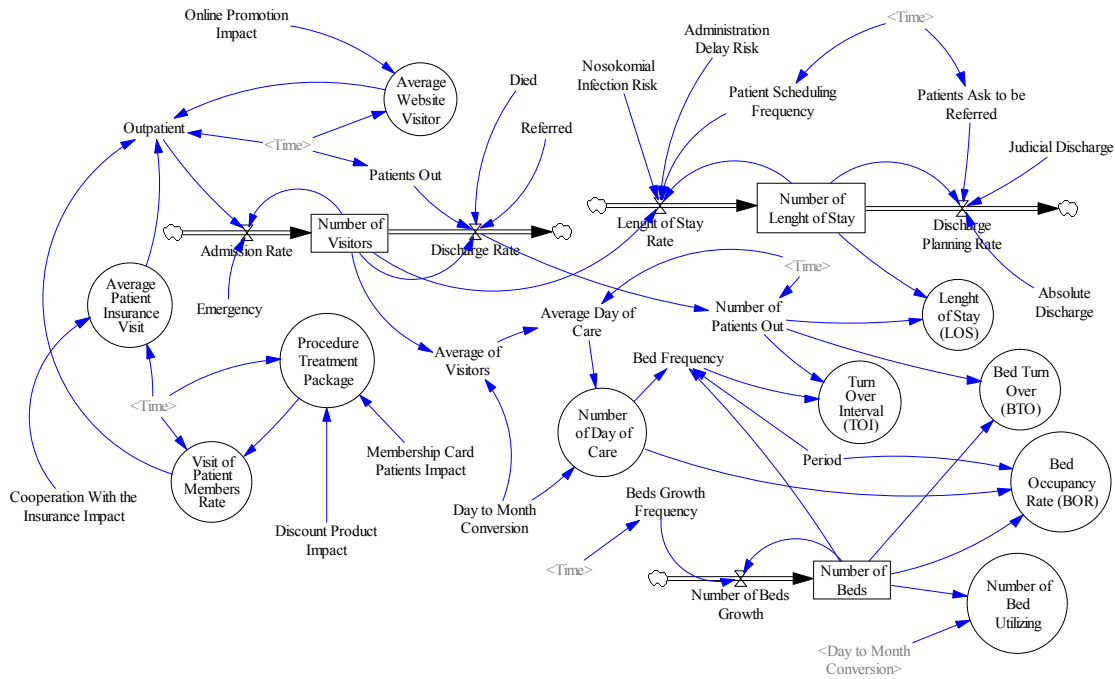 Online Promotion
Impact
Average
Website
Visitor
Outpatient
<Time>
Patients Out
Died
Referred
Nosokomial
Infection Risk
Administration
Delay Risk
Patient Scheduling
Frequency
<Time>
Patients Ask to be
Referred
Judicial Discharge
Number of
Lenght of Stay
Lenght of Stay
Rate
Discharge
Planning Rate
Absolute
Discharge
Number of
Visitors
Admission Rate
Discharge Rate
Emergency
Average
Patient
Insurance
Visit
Procedure
Treatment
Package
<Time>
Visit of
Patient
Members
Rate
Cooperation With the
Insurance Impact
Membership Card
Patients Impact
Discount Product
Impact
Average of
Visitors
Average Day of
Care
<Time>
Number of
Patients Out
Lenght
of Stay
(LOS)
Bed Frequency
Turn
Over
Interval
(TOI)
Bed Turn
Over
(BTO)
Number
of Day of
Care
Period
Bed
Occupancy
Rate (BOR)
Day to Month
Conversion
Beds Growth
Frequency
<Time>
Number of Beds
Growth
Number of
Beds
Number of
Bed
Utilizing
<Day to Month
Conversion>